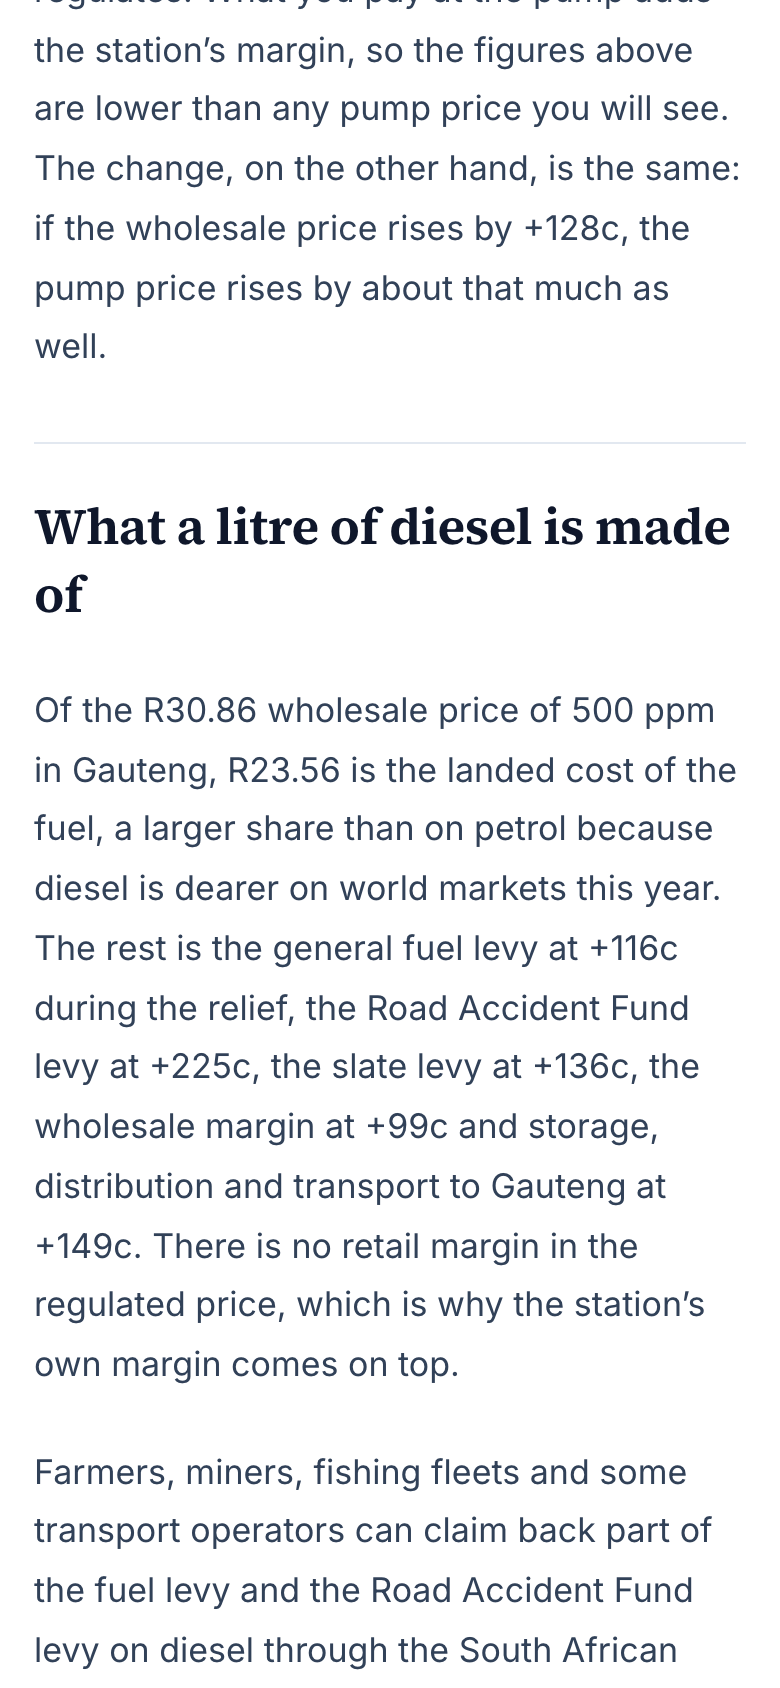 regulates. What you pay at the pump adds
the station’s margin, so the figures above
are lower than any pump price you will see.
The change, on the other hand, is the same:
if the wholesale price rises by +128c, the
pump price rises by about that much as
well.
What a litre of diesel is made
of
Of the R30.86 wholesale price of 500 ppm
in Gauteng, R23.56 is the landed cost of the
fuel, a larger share than on petrol because
diesel is dearer on world markets this year.
The rest is the general fuel levy at +116c
during the relief, the Road Accident Fund
levy at +225c, the slate levy at +136c, the
wholesale margin at +99c and storage,
distribution and transport to Gauteng at
+149c. There is no retail margin in the
regulated price, which is why the station’s
own margin comes on top.
Farmers, miners, fishing fleets and some
transport operators can claim back part of
the fuel levy and the Road Accident Fund
levy on diesel through the South African